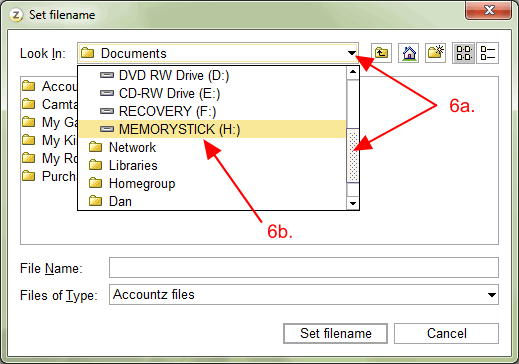 Set filename
Look In:
Documents
DVD RW Drive (D:)
CD-RW Drive (E:)
RECOVERY (F:)
MEMORYSTICK (H:)
Network
Libraries
Homegroup
Dan
Accou
Camta
My Ga
My Ki
My Ro
Purcha
6a.
6b.
File Name:
Files of Type:
Accountz files
Set filename
Cancel